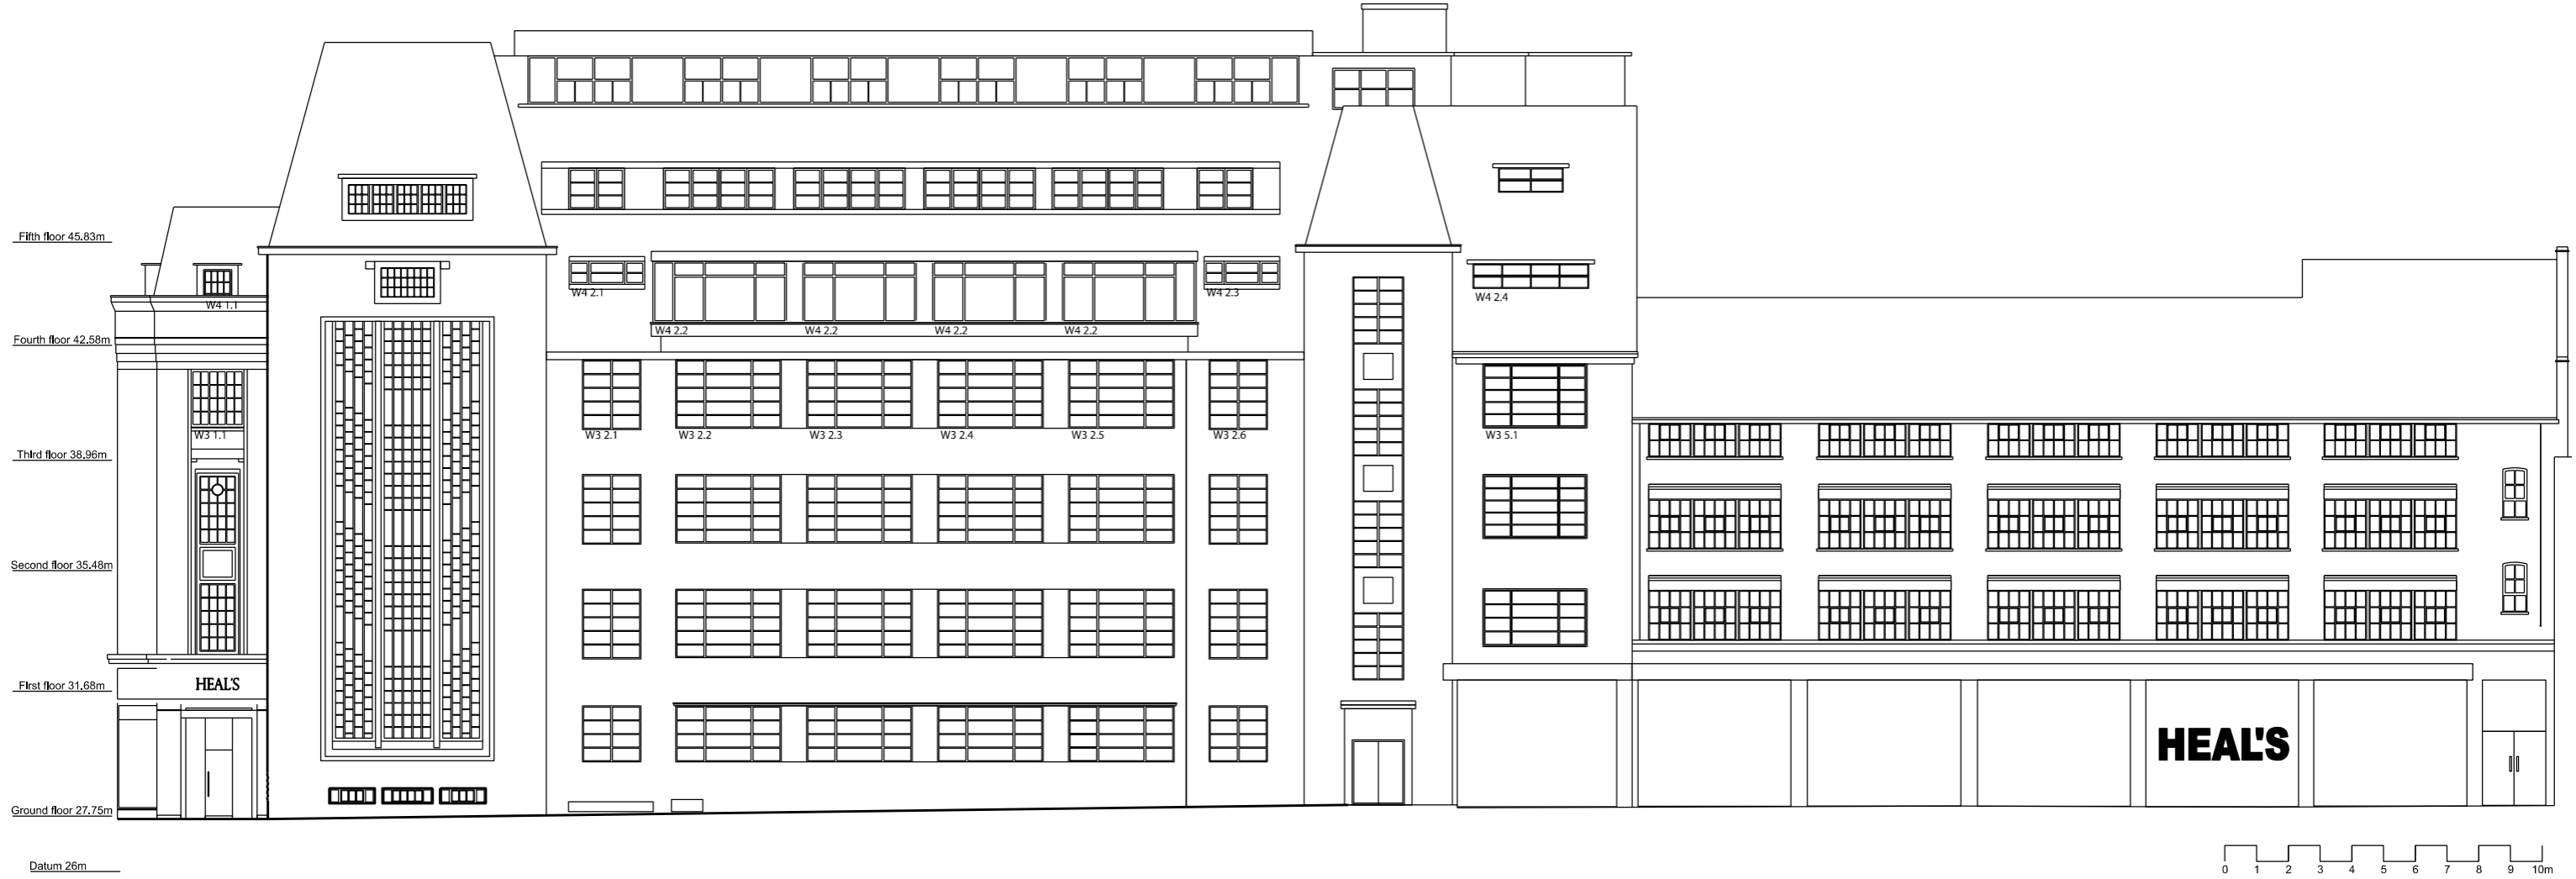 Fifth floor 45.83m
W4 2.1
W4 2.3
W4 2.4
W4 1.1
W4 2.2
W4 2.2
W4 2.2
W4 2.2
Fourth floor 42.58m
W3 1.1
W3 2.1
W3 2.2
W3 2.3
W3 2.4
W3 2.5
W3 2.6
W3 5.1
Third floor 38.96m
Second floor 35.48m
First floor 31.68m
HEAL'S
HEAL'S
Ground floor 27.75m
Datum 26m
0 1 2 3 4 5 6 7 8 9 10m